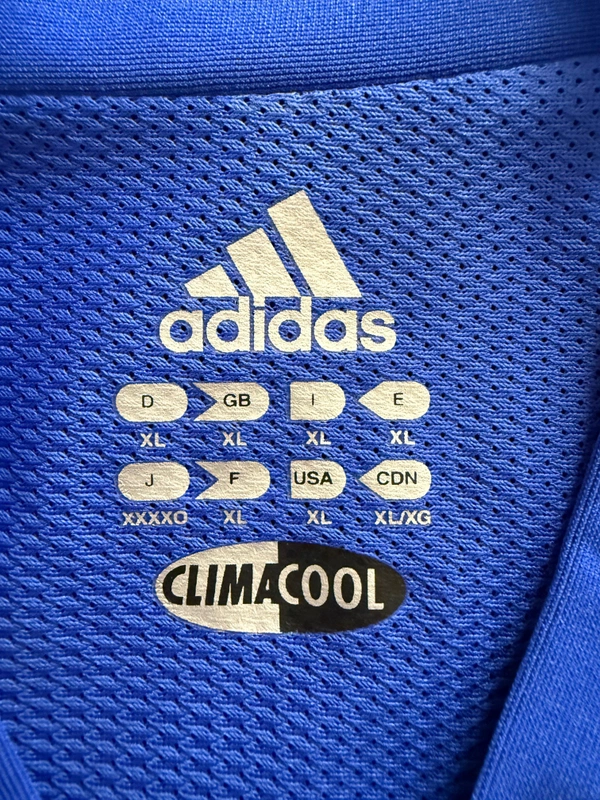 adidas
D GB I E
XL XL XL XL
J F USA CDN
XXXXO XL XL XL/XG
CLIMACOOL